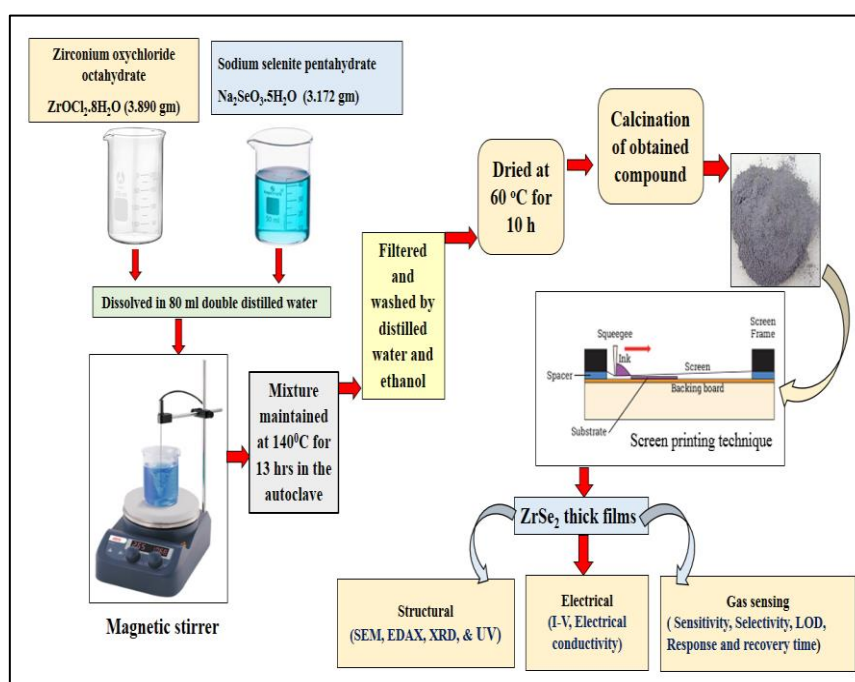 Zirconium oxychloride
octahydrate
ZrOCl₂.8H₂O (3.890 gm)
Sodium selenite pentahydrate
Na₂SeO₃.5H₂O (3.172 gm)
Dissolved in 80 ml double distilled water
Magnetic stirrer
Mixture
maintained
at 140⁰C for
13 hrs in the
autoclave
Filtered
and
washed by
distilled
water and
ethanol
Dried at
60 °C for
10 h
Calcination
of obtained
compound
Squeegee
Ink
Screen
Screen
Frame
Spacer
Backing board
Substrate
Screen printing technique
ZrSe₂ thick films
Structural
(SEM, EDAX, XRD, & UV)
Electrical
(I-V, Electrical
conductivity)
Gas sensing
( Sensitivity, Selectivity, LOD,
Response and recovery time)